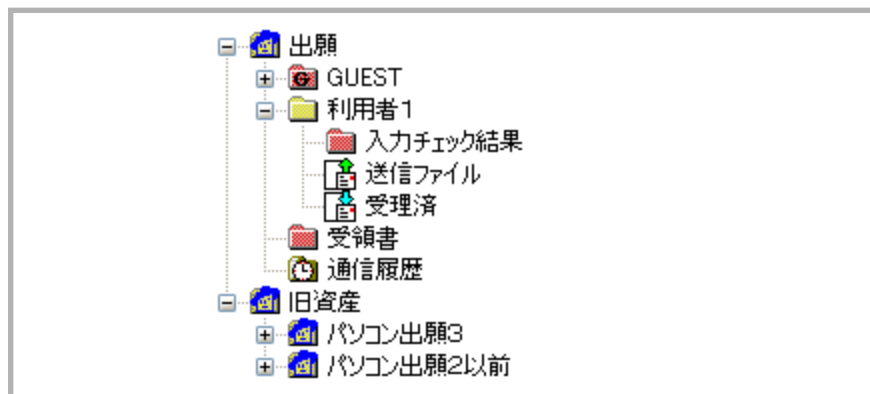 出願
GUEST
利用者1
入力チェック結果
送信ファイル
受理済
受領書
通信履歴
旧資産
パソコン出願3
パソコン出願2以前